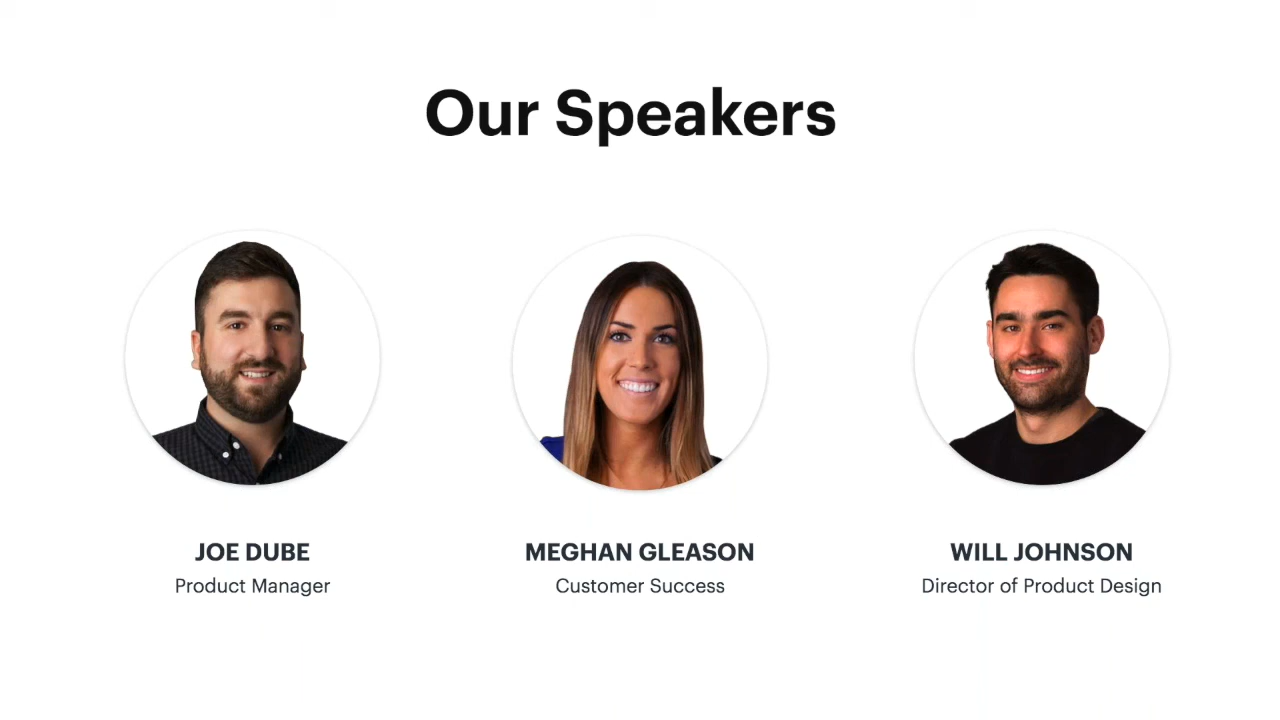 Our Speakers
JOE DUBE
Product Manager
MEGHAN GLEASON
Customer Success
WILL JOHNSON
Director of Product Design